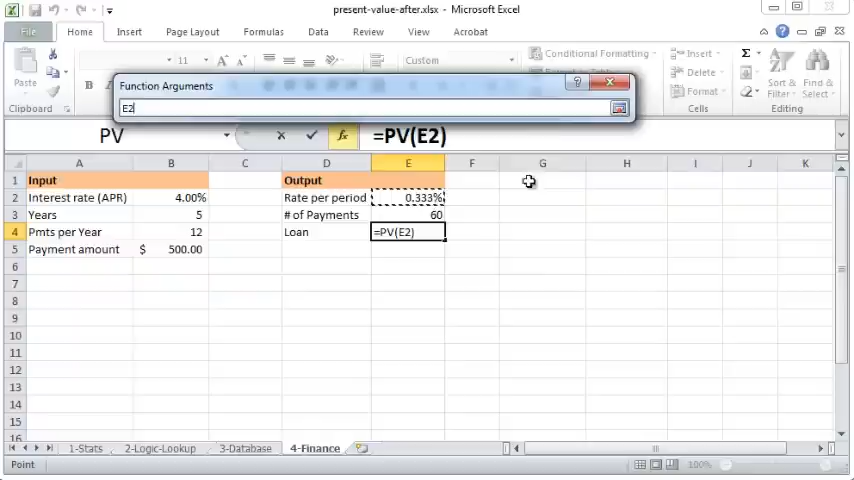 present-value-after.xlsx - Microsoft Excel
File Home Insert Page Layout Formulas Data Review View Acrobat
Paste
Clipboard
11
B
Conditional Formatting
Insert
Delete
Format
Cells
Σ
Sort & Filter
Find & Select
Editing
Function Arguments
E2
PV
fx
=PV(E2)
A B C D E F G H I J K
1 Input Output
2 Interest rate (APR) 4.00% Rate per period 0.333%
3 Years 5 # of Payments 60
4 Pmts per Year 12 Loan =PV(E2)
5 Payment amount $ 500.00
6
7
8
9
10
11
12
13
14
15
16
1-Stats 2-Logic-Lookup 3-Database 4-Finance
Point 100%